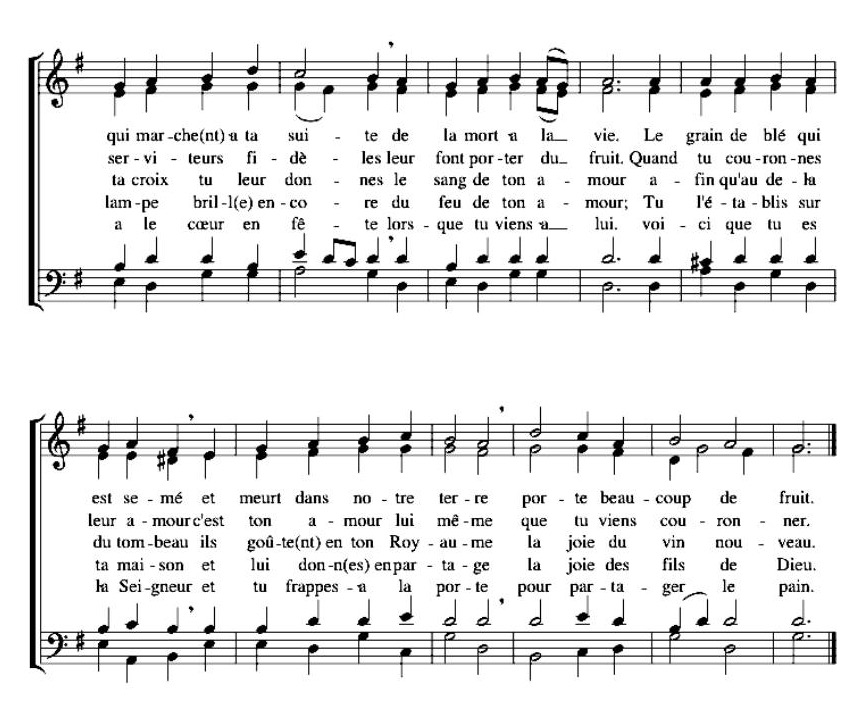 qui mar-che(nt) a ta sui - te de la mort a la_ vie. Le grain de blé qui
ser - vi - teurs fi - dè - les leur font por - ter du_ fruit. Quand tu cou - ron - nes
ta croix tu leur don - nes le sang de ton a - mour a - fin qu'au de - la
lam - pe bril - l(e) en - co - re du feu de ton a - mour; Tu l'é - ta - blis sur
a le cœur en fê - te lors - que tu viens a_ lui. voi - ci que tu es
est se - mé et meurt dans no - tre ter - re por - te beau - coup de fruit.
leur a - mour c'est ton a - mour lui mê - me que tu viens cou - ron - ner.
du tom - beau ils goû - te(nt) en ton Roy - au - me la joie du vin nou - veau.
ta mai - son et lui don - n(es) en par - ta - ge la joie des fils de Dieu.
la Sei - gneur et tu frappes - a la por - te pour par - ta - ger le pain.